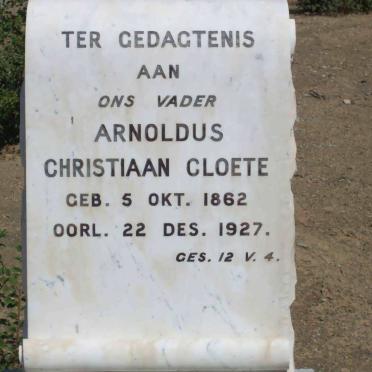 TER GEDAGTENIS
AAN
ONS VADER
ARNOLDUS
CHRISTIAAN CLOETE
GEB. 5 OKT. 1862
OORL. 22 DES. 1927.
GES. 12 V. 4.